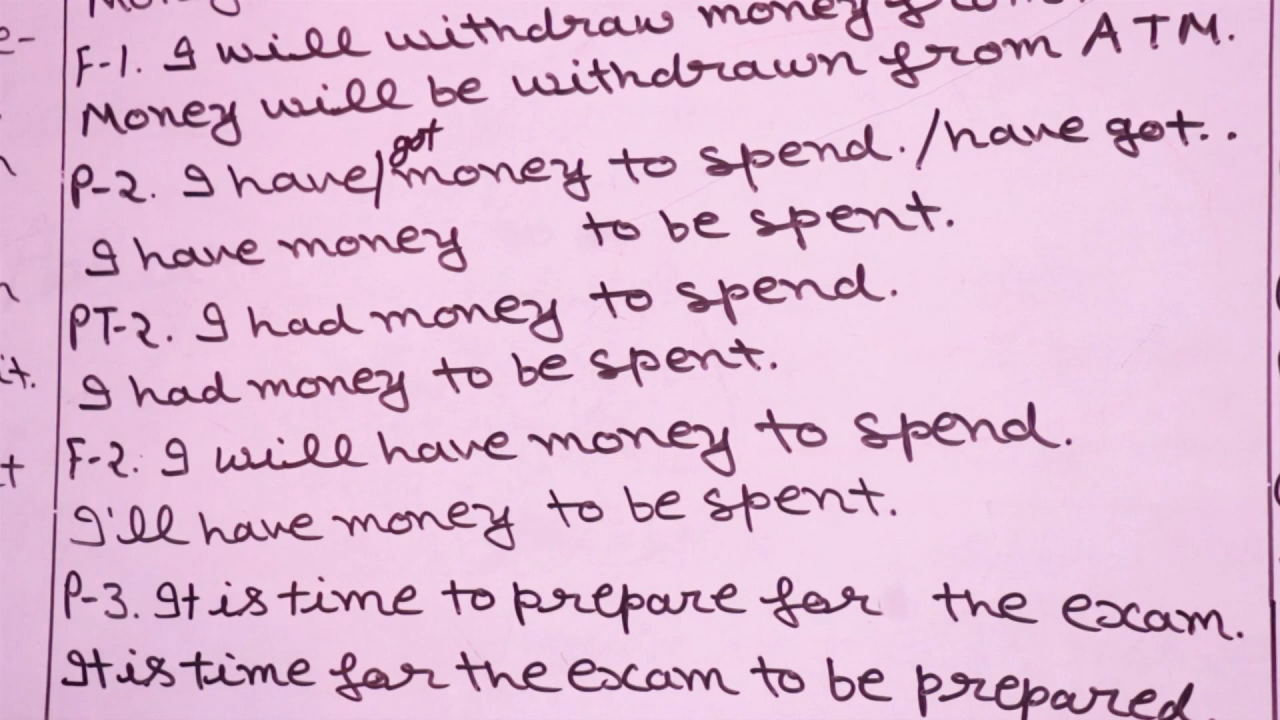 F-1. I will withdraw money
Money will be withdrawn from ATM.
got
P-2. I have/money to spend./have got..
I have money to be spent.
PT-2. I had money to spend.
it. I had money to be spent.
F-2. I will have money to spend.
I'll have money to be spent.
P-3. It is time to prepare for the exam.
It is time for the exam to be prepared